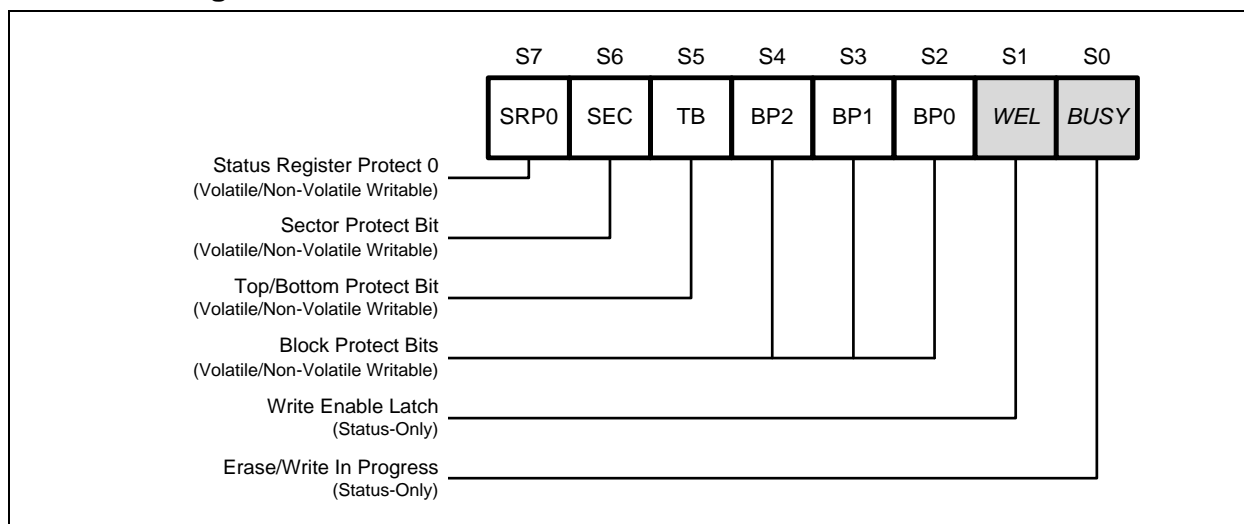 S7 S6 S5 S4 S3 S2 S1 S0
SRP0 SEC TB BP2 BP1 BP0 WEL BUSY
Status Register Protect 0
(Volatile/Non-Volatile Writable)
Sector Protect Bit
(Volatile/Non-Volatile Writable)
Top/Bottom Protect Bit
(Volatile/Non-Volatile Writable)
Block Protect Bits
(Volatile/Non-Volatile Writable)
Write Enable Latch
(Status-Only)
Erase/Write In Progress
(Status-Only)